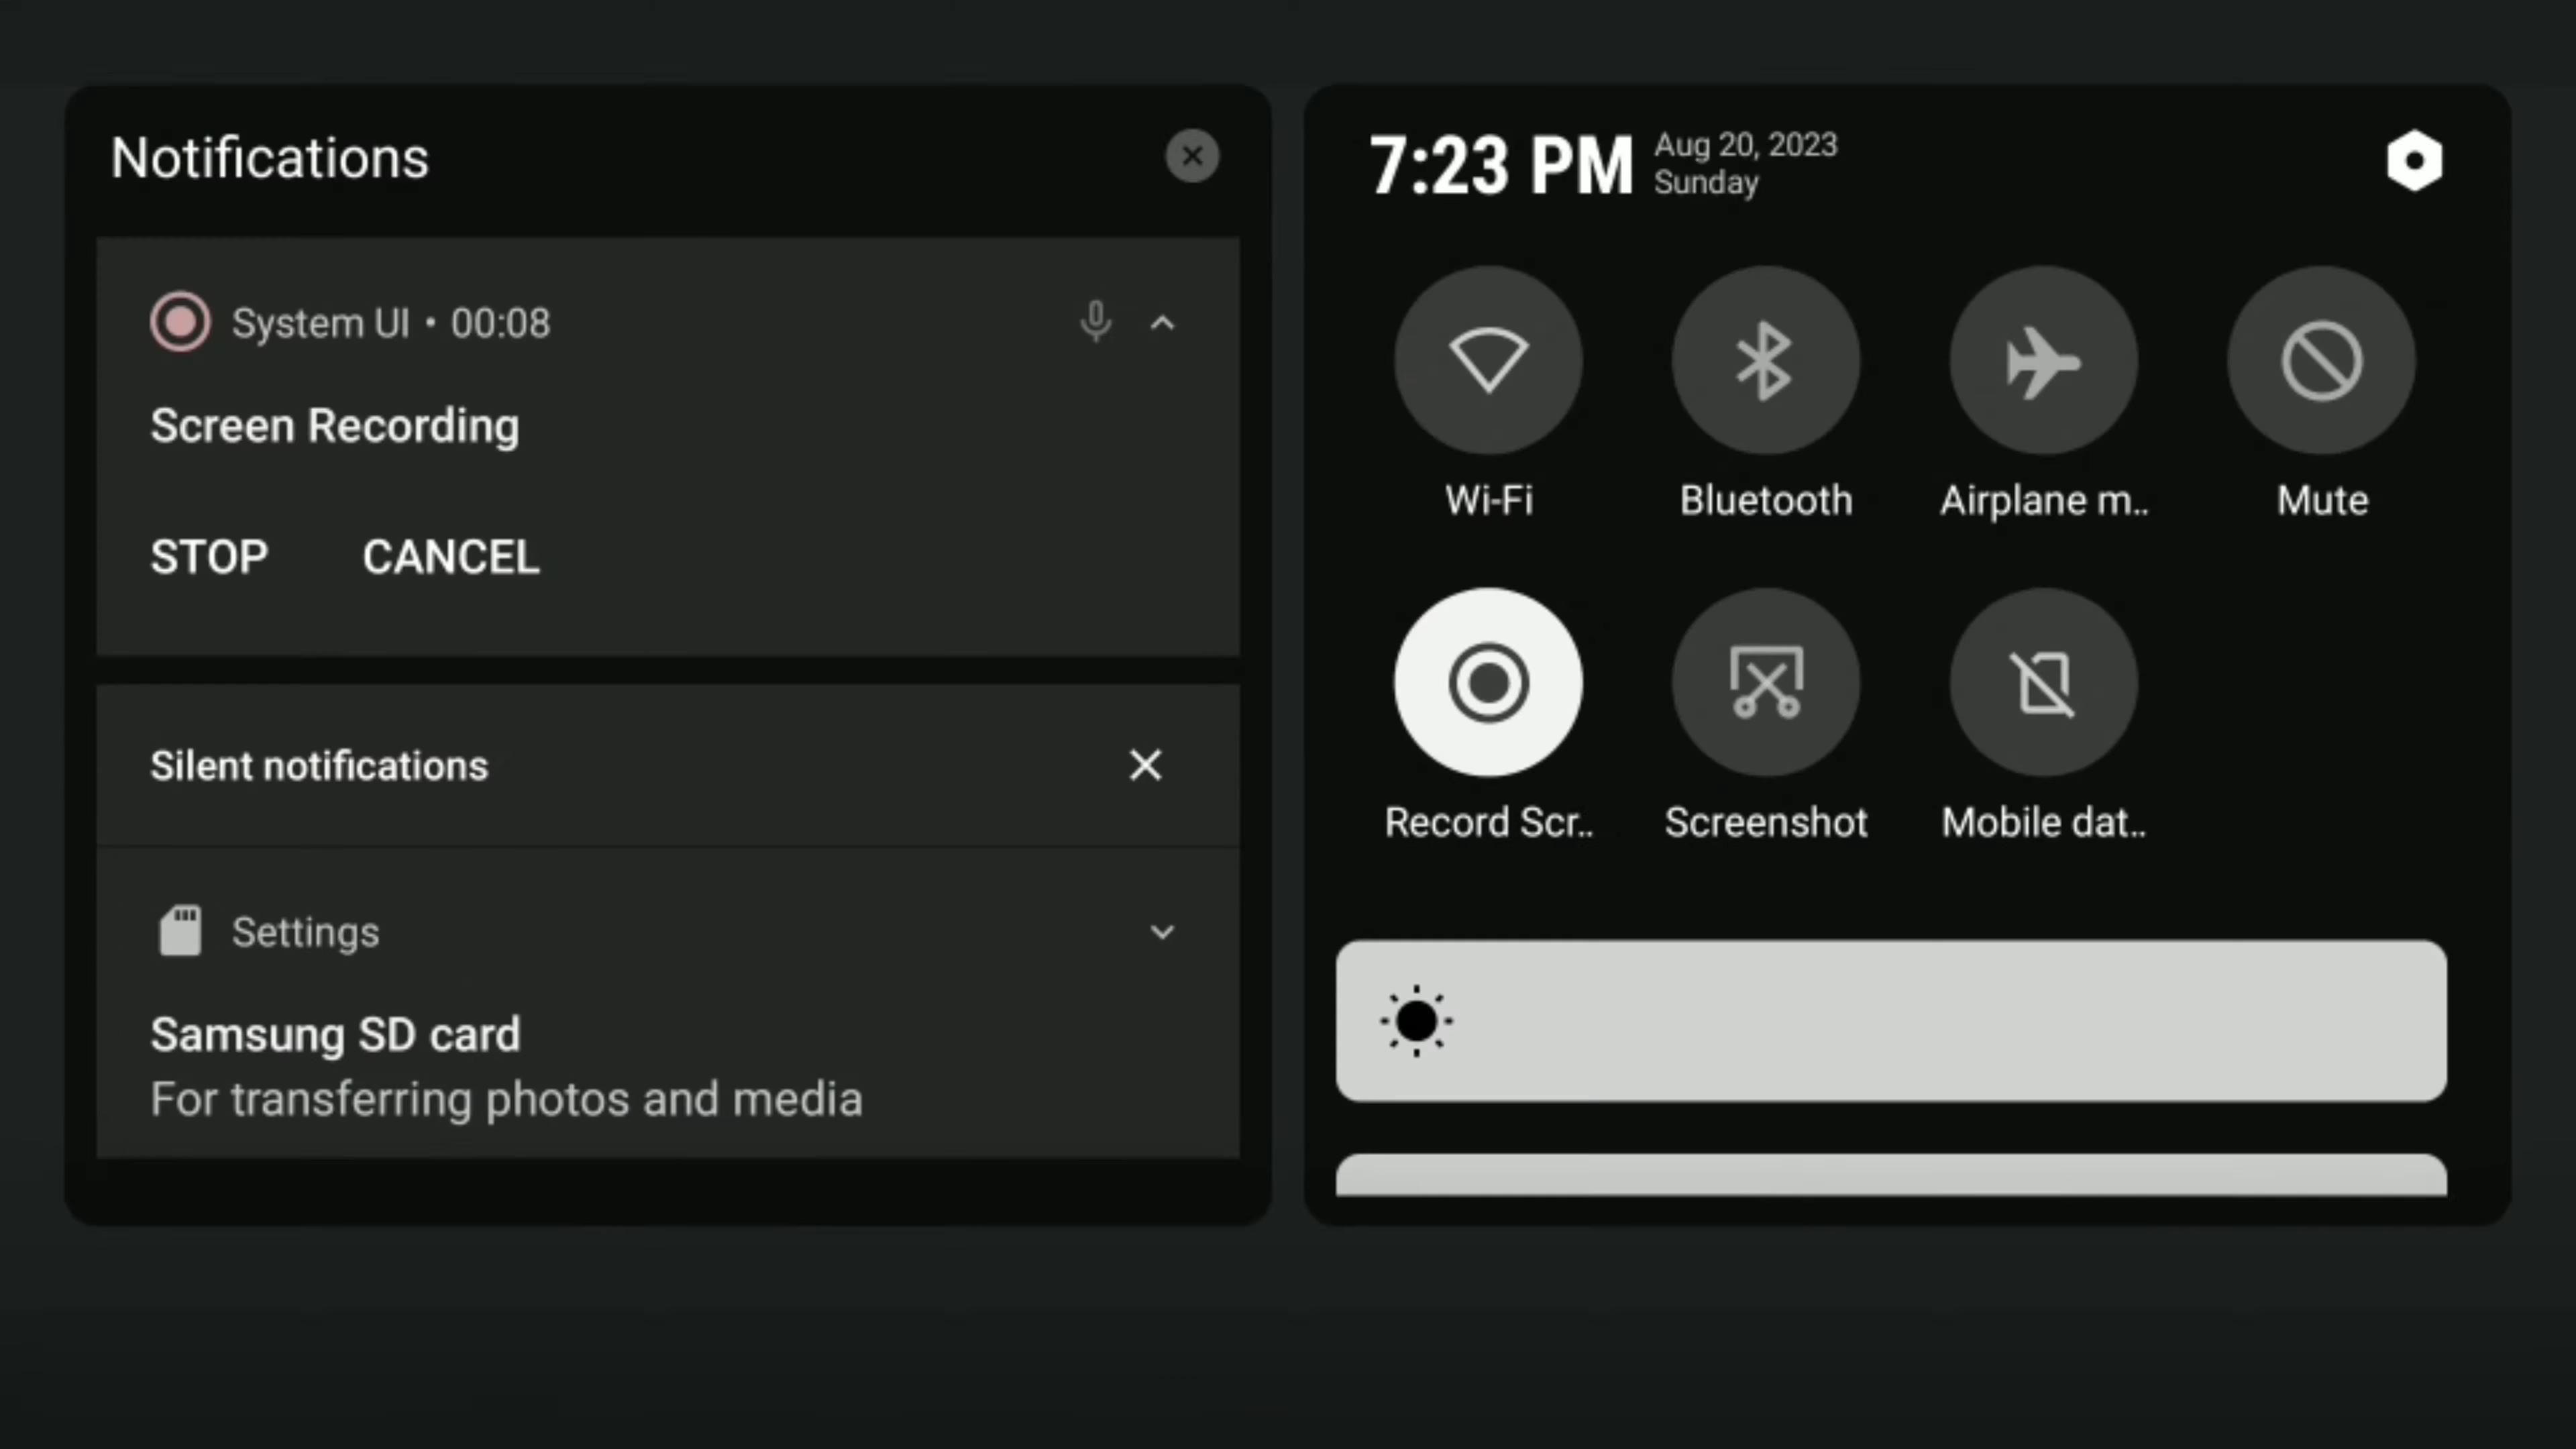 Notifications
System UI • 00:08
Screen Recording
STOP CANCEL
Silent notifications
Settings
Samsung SD card
For transferring photos and media
7:23 PM
Aug 20, 2023
Sunday
Wi-Fi Bluetooth Airplane m.. Mute
Record Scr.. Screenshot Mobile dat..